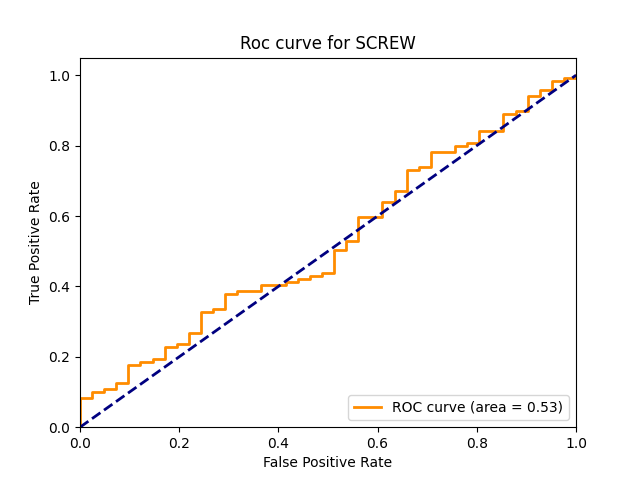 Roc curve for SCREW
True Positive Rate
1.0
0.8
0.6
0.4
0.2
0.0
ROC curve (area = 0.53)
0.0 0.2 0.4 0.6 0.8 1.0
False Positive Rate